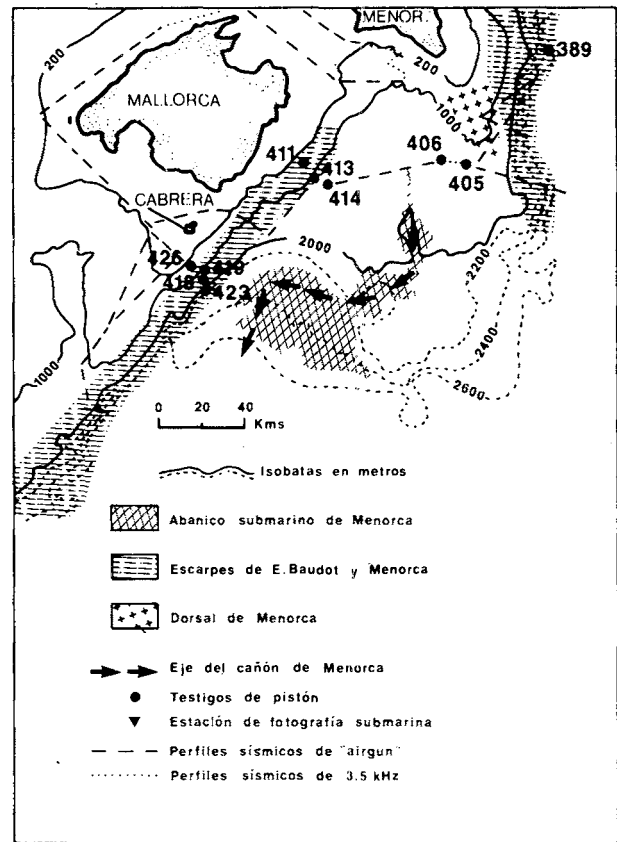 MENOR.
200
389
MALLORCA
200
1000
411
406
413
405
414
CABRERA
2000
426
419
418
423
2200
2400
2600
1000
0 20 40
Kms
Isobatas en metros
Abanico submarino de Menorca
Escarpes de E. Baudot y Menorca
Dorsal de Menorca
Eje del cañón de Menorca
Testigos de pistón
Estación de fotografía submarina
Perfiles sísmicos de "airgun"
Perfiles sísmicos de 3.5 kHz